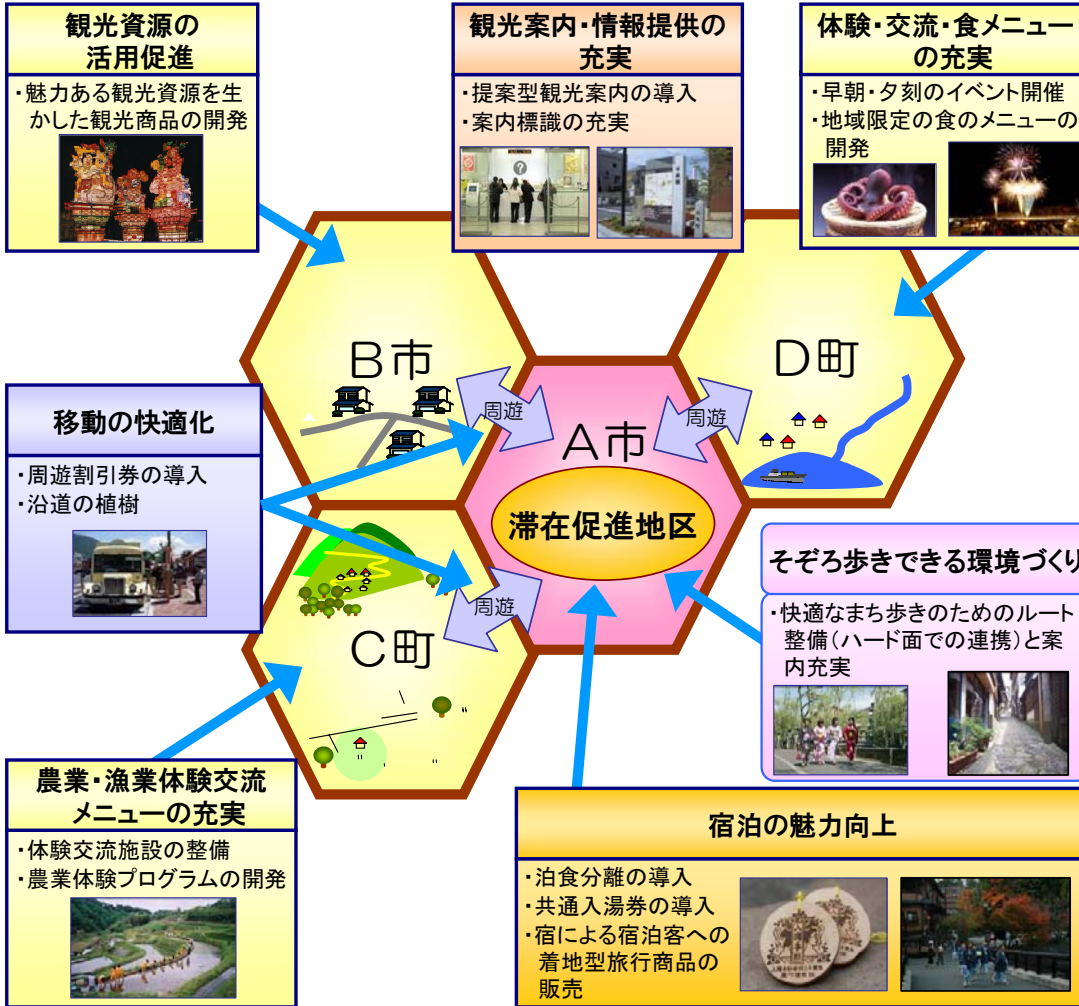 観光資源の
活用促進
・魅力ある観光資源を生
かした観光商品の開発
観光案内・情報提供の
充実
・提案型観光案内の導入
・案内標識の充実
?
体験・交流・食メニュー
の充実
・早朝・夕刻のイベント開催
・地域限定の食のメニューの
開発
B市
D町
周遊
周遊
A市
滞在促進地区
移動の快適化
・周遊割引券の導入
・沿道の植樹
そぞろ歩きできる環境づくり
・快適なまち歩きのためのルート
整備（ハード面での連携）と案
内充実
周遊
C町
農業・漁業体験交流
メニューの充実
・体験交流施設の整備
・農業体験プログラムの開発
宿泊の魅力向上
・泊食分離の導入
・共通入湯券の導入
・宿による宿泊客への
着地型旅行商品の
販売